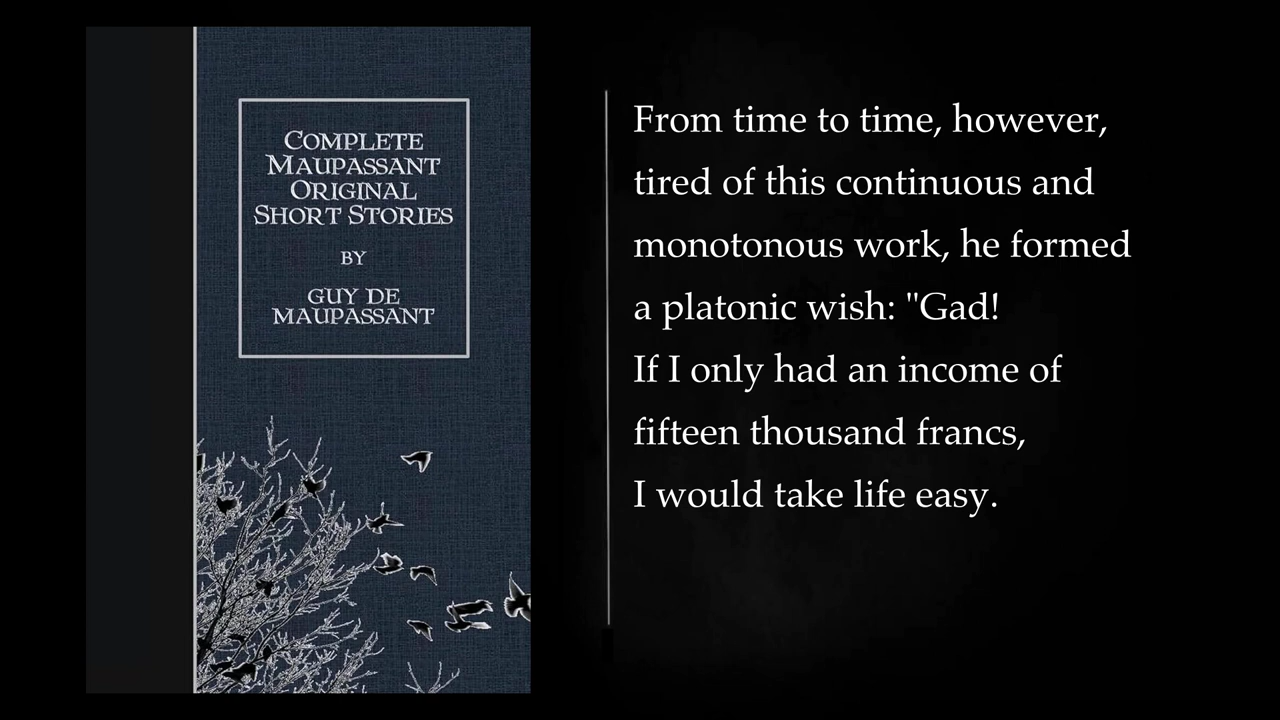 COMPLETE
MAUPASSANT
ORIGINAL
SHORT STORIES
BY
GUY DE
MAUPASSANT
From time to time, however,
tired of this continuous and
monotonous work, he formed
a platonic wish: "Gad!
If I only had an income of
fifteen thousand francs,
I would take life easy.